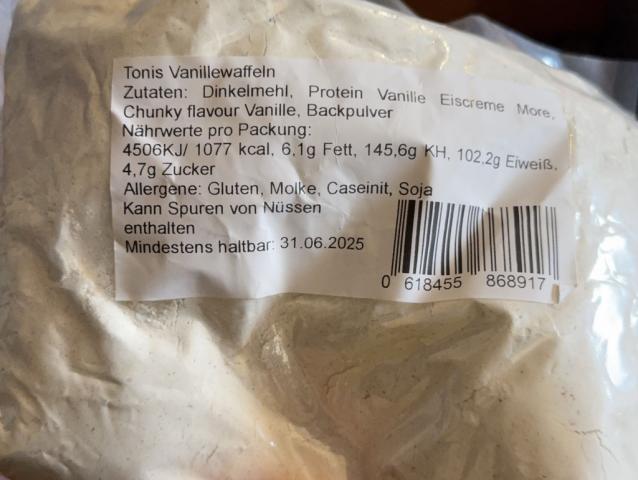 Tonis Vanillewaffeln
Zutaten: Dinkelmehl, Protein Vanille Eiscreme More,
Chunky flavour Vanille, Backpulver
Nährwerte pro Packung:
4506KJ/ 1077 kcal, 6,1g Fett, 145,6g KH, 102,2g Eiweiß,
4,7g Zucker
Allergene: Gluten, Molke, Caseinit, Soja
Kann Spuren von Nüssen
enthalten
Mindestens haltbar: 31.06.2025
0 618455 868917